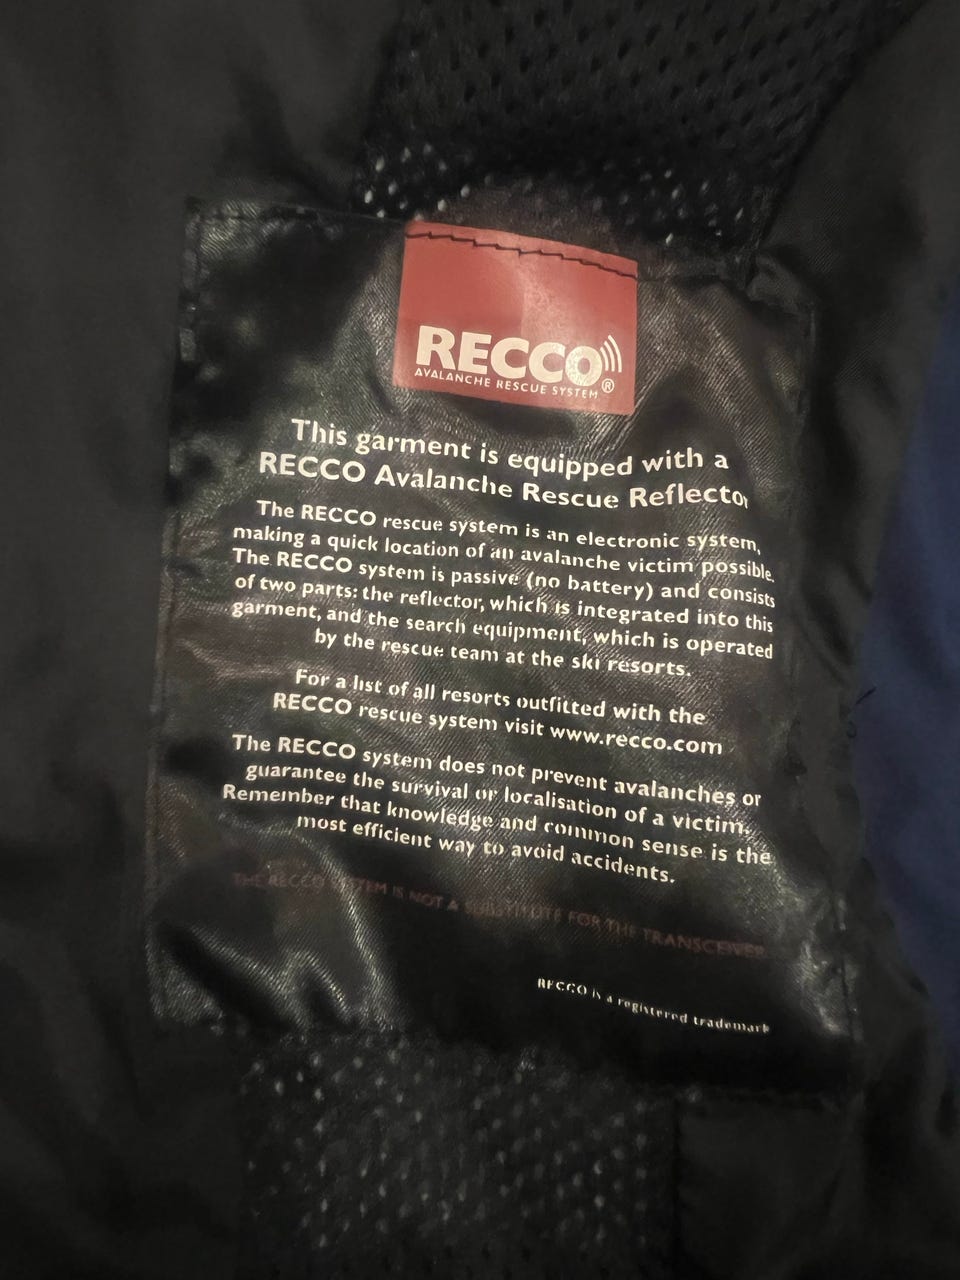 RECCO
AVALANCHE RESCUE SYSTEM ®
This garment is equipped with a
RECCO Avalanche Rescue Reflector
The RECCO rescue system is an electronic system,
making a quick location of an avalanche victim possible.
The RECCO system is passive (no battery) and consists
of two parts: the reflector, which is integrated into this
garment, and the search equipment, which is operated
by the rescue team at the ski resorts.
For a list of all resorts outfitted with the
RECCO rescue system visit www.recco.com
The RECCO system does not prevent avalanches or
guarantee the survival or localisation of a victim.
Remember that knowledge and common sense is the
most efficient way to avoid accidents.
THE RECCO SYSTEM IS NOT A SUBSTITUTE FOR THE TRANSCEIVER
RECCO is a registered trademark